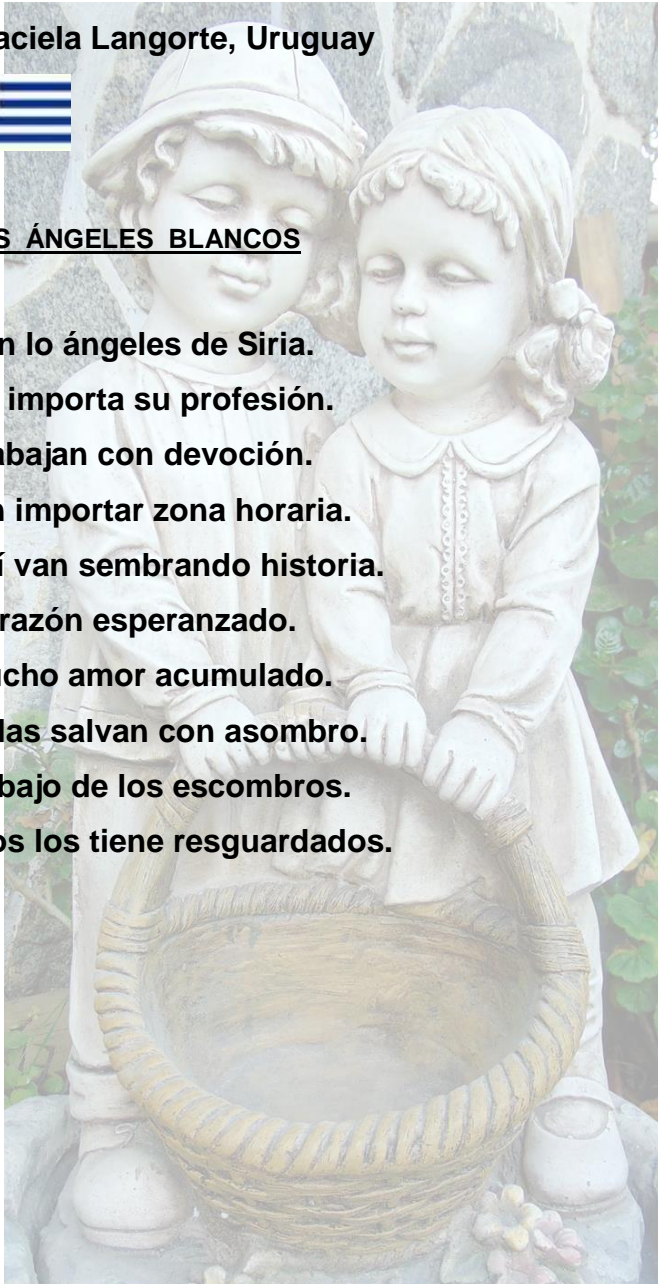 aciela Langorte, Uruguay
S ÁNGELES BLANCOS
n lo ángeles de Siria.
importa su profesión.
abajan con devoción.
n importar zona horaria.
í van sembrando historia.
razón esperanzado.
ucho amor acumulado.
das salvan con asombro.
bajo de los escombros.
os los tiene resguardados.